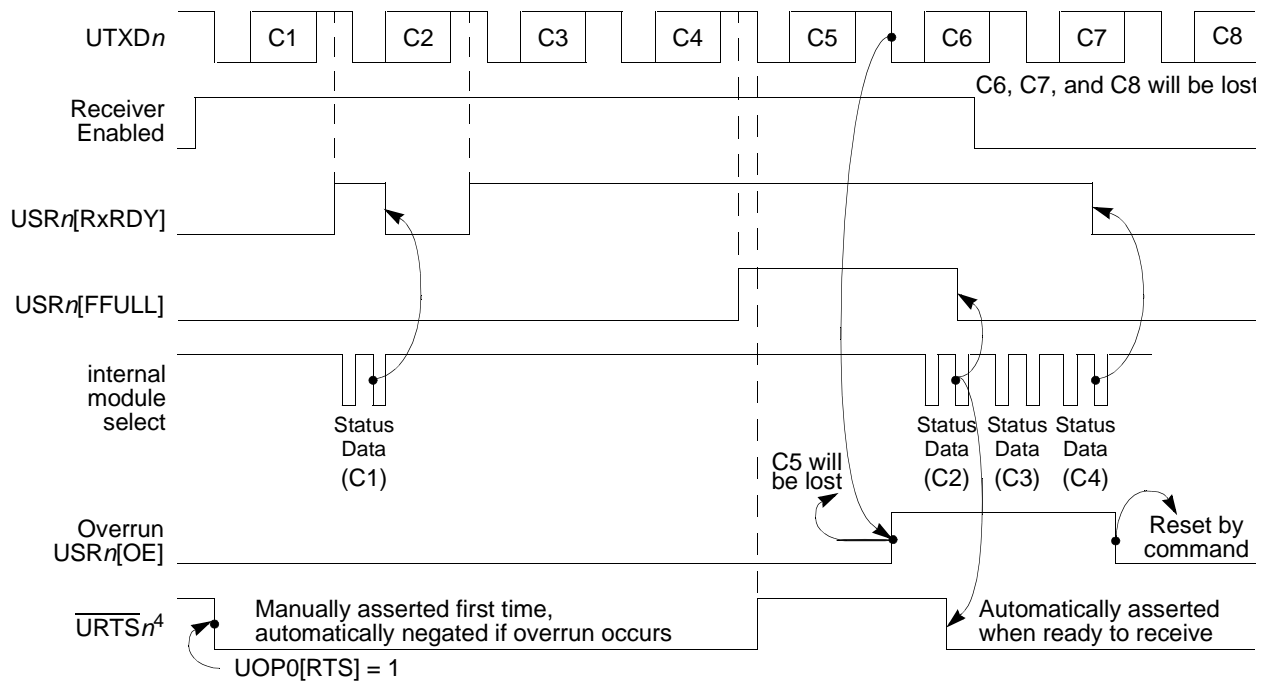 UTXDn
C1 C2 C3 C4 C5 C6 C7 C8
C6, C7, and C8 will be lost
Receiver
Enabled
USRn[RxRDY]
USRn[FFULL]
internal
module
select
Status
Data
(C1)
Status
Data
(C2)
Status
Data
(C3)
Status
Data
(C4)
C5 will
be lost
Overrun
USRn[OE]
Reset by
command
URTSn4
Manually asserted first time,
automatically negated if overrun occurs
Automatically asserted
when ready to receive
UOP0[RTS] = 1